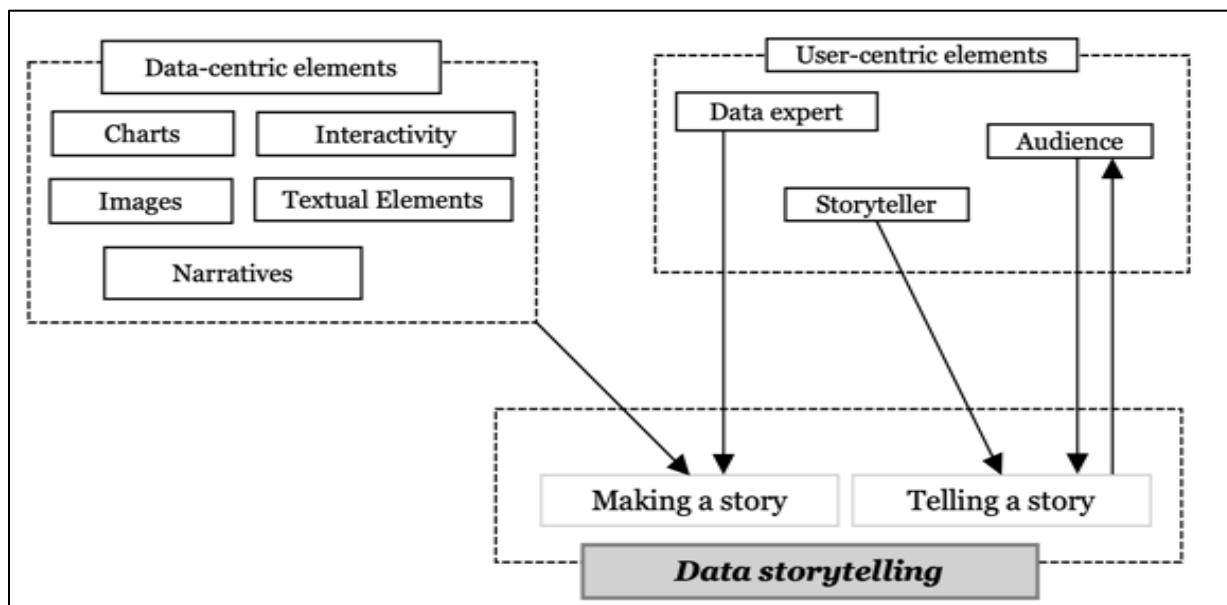 Data-centric elements
Charts
Interactivity
Images
Textual Elements
Narratives
User-centric elements
Data expert
Audience
Storyteller
Making a story
Telling a story
Data storytelling